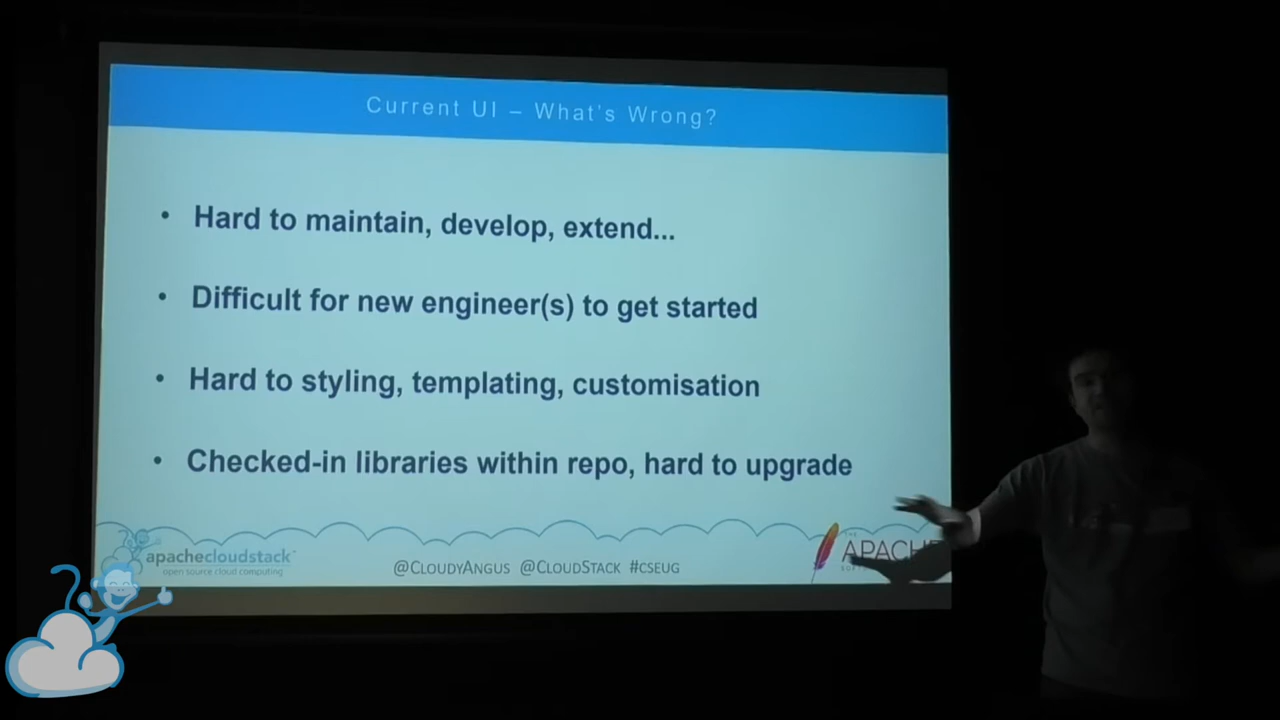 Current UI – What's Wrong?
• Hard to maintain, develop, extend...
• Difficult for new engineer(s) to get started
• Hard to styling, templating, customisation
• Checked-in libraries within repo, hard to upgrade
apachecloudstack
open source cloud computing
@CLOUDYANGUS @CLOUDSTACK #CSEUG
THE
APACHE